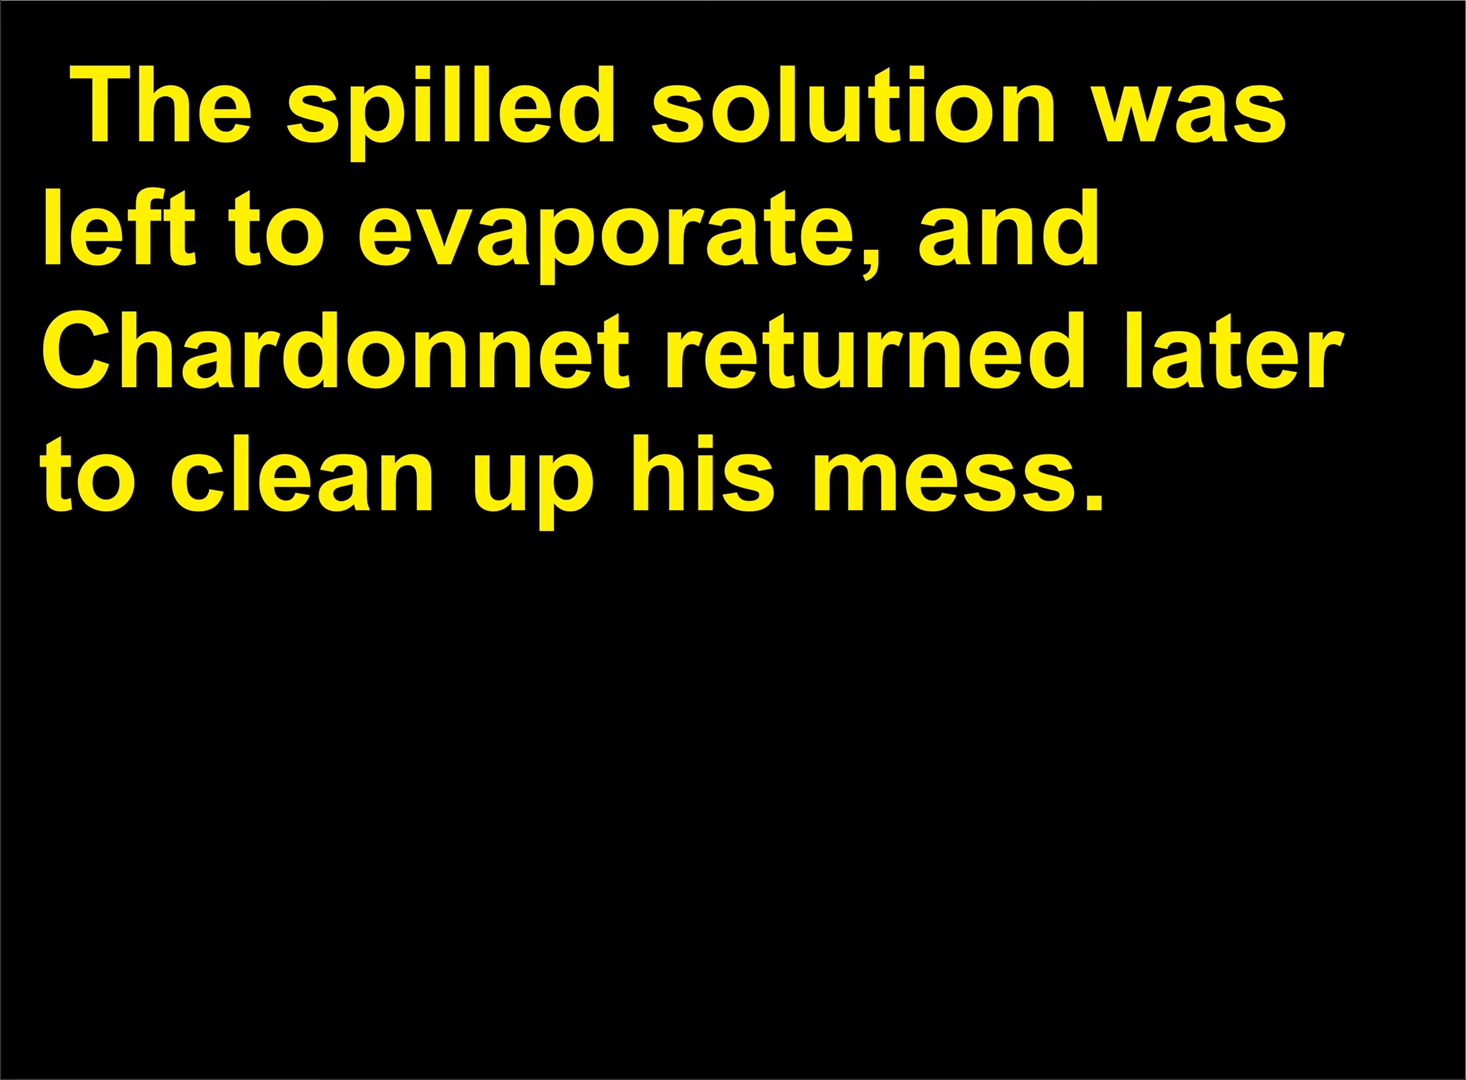 The spilled solution was
left to evaporate, and
Chardonnet returned later
to clean up his mess.